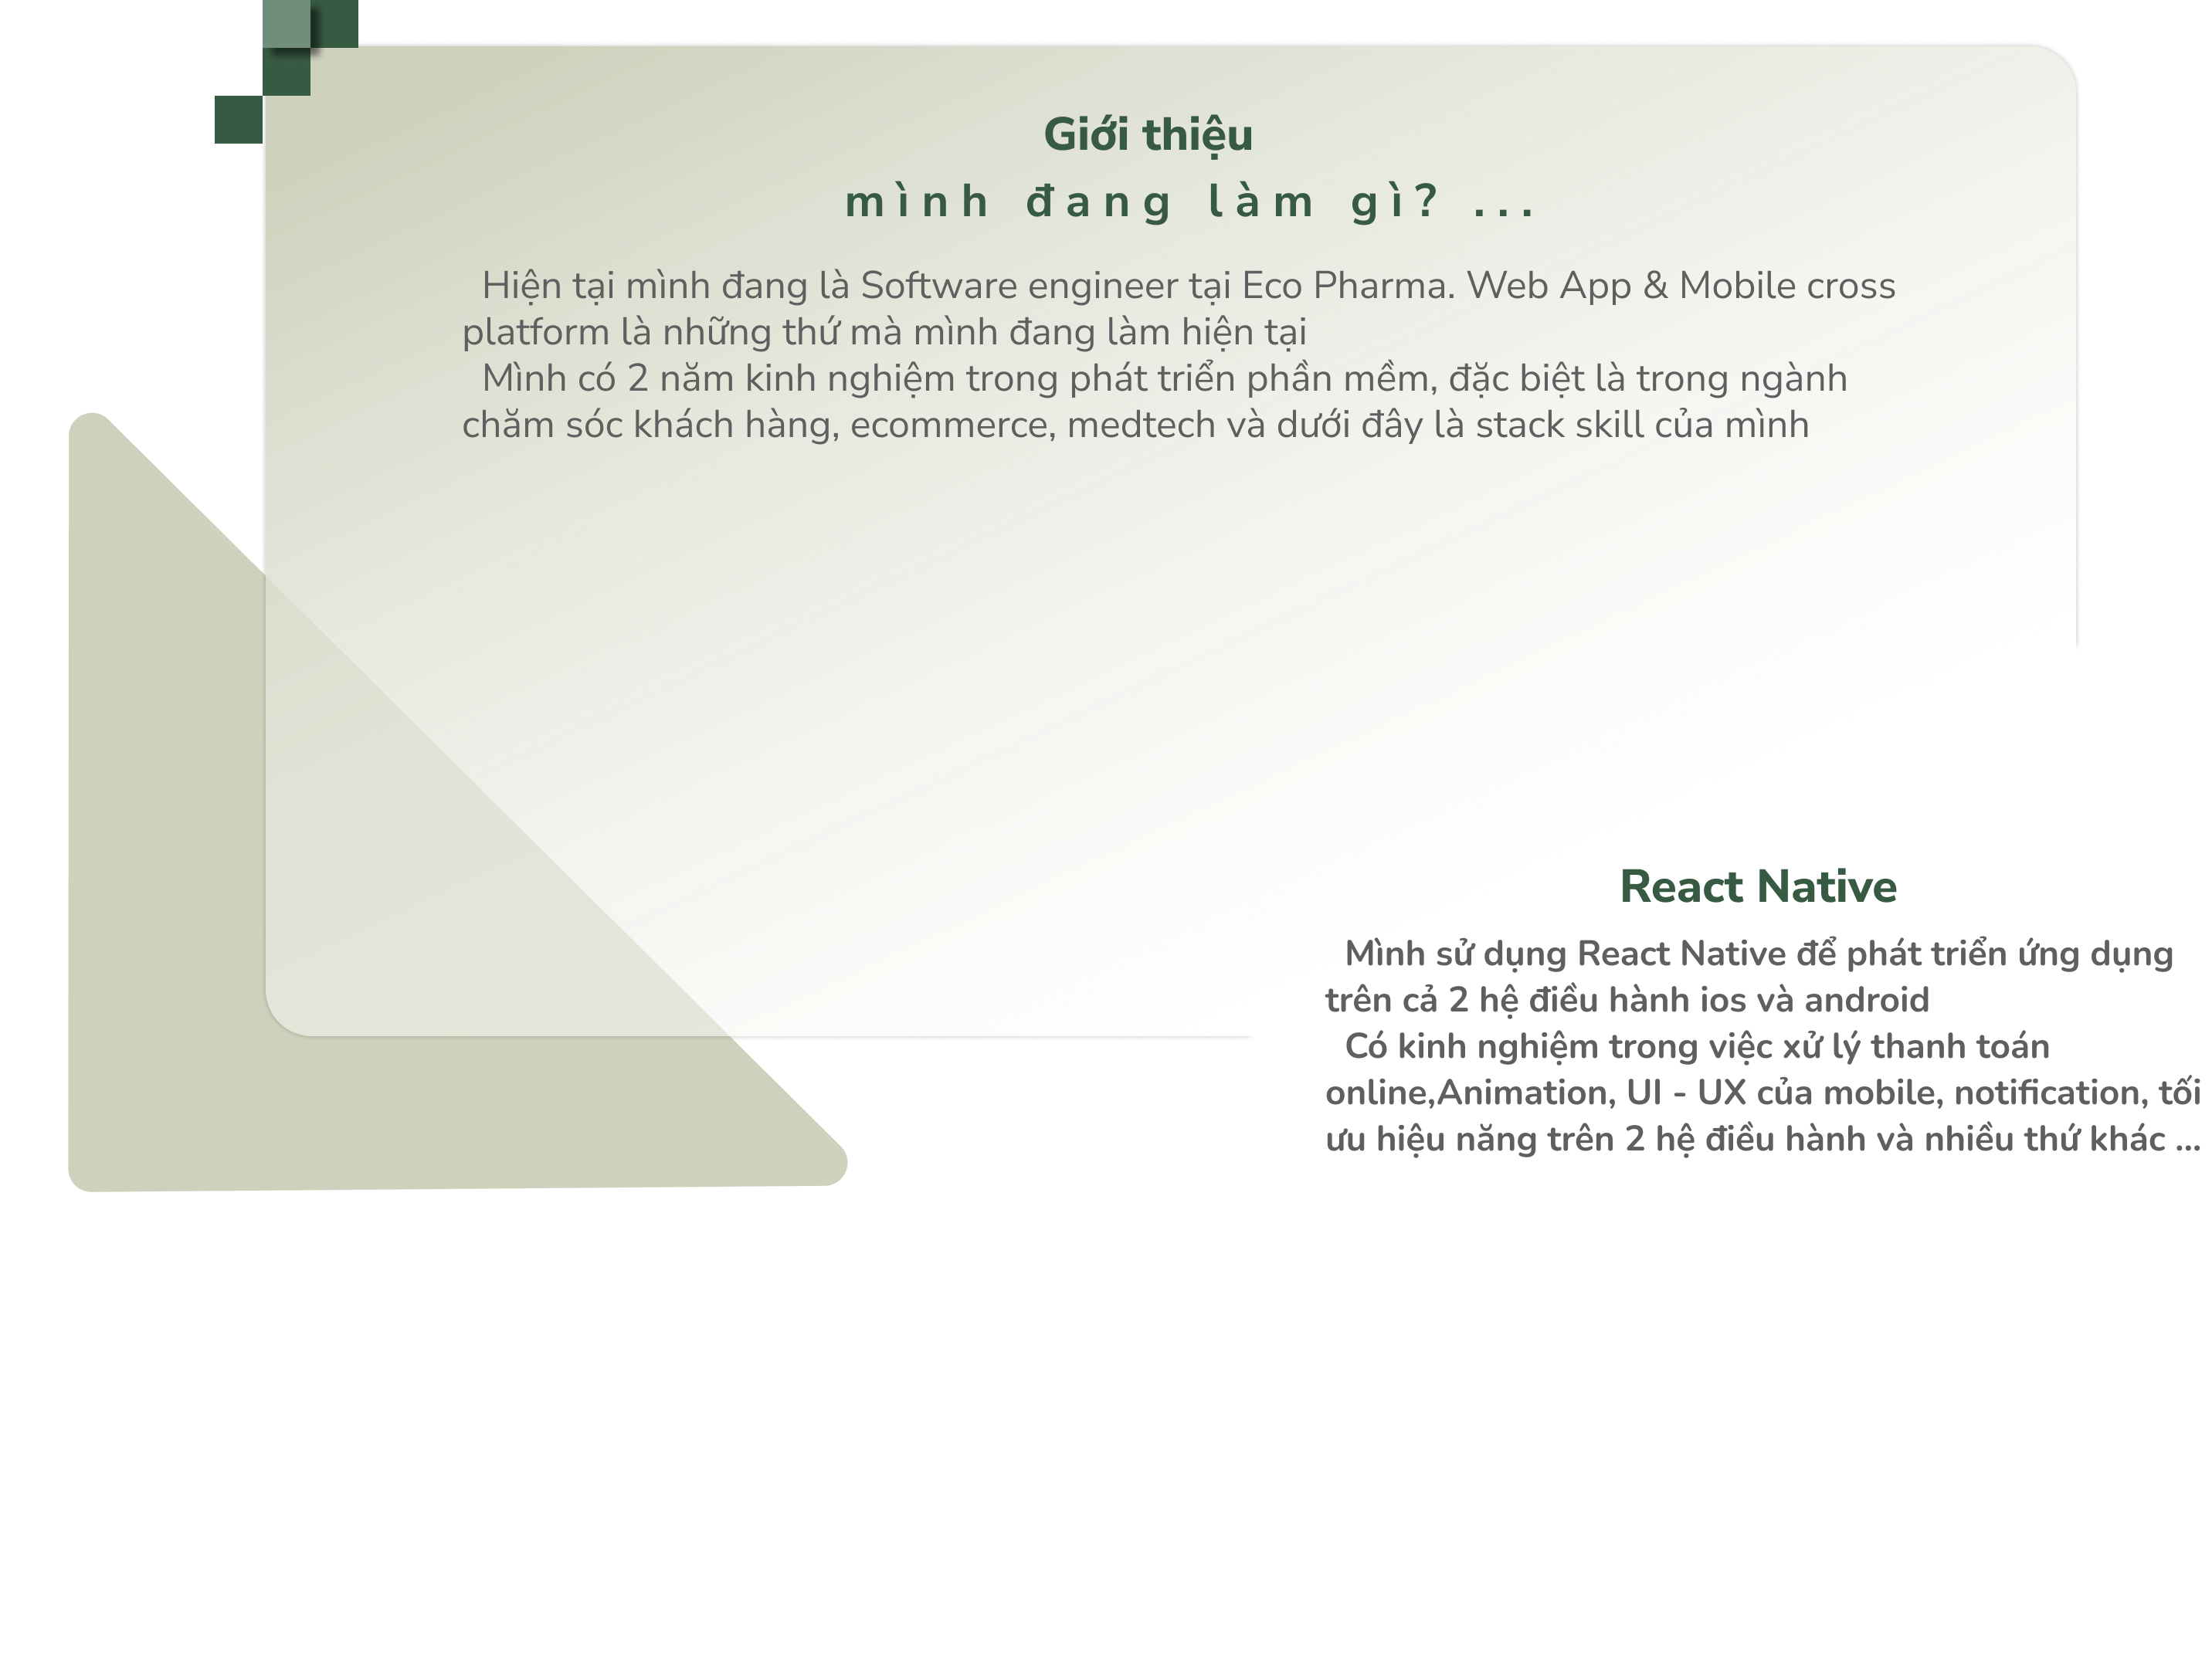 Giới thiệu
mình đang làm gì? ...
Hiện tại mình đang là Software engineer tại Eco Pharma. Web App & Mobile cross
platform là những thứ mà mình đang làm hiện tại
Mình có 2 năm kinh nghiệm trong phát triển phần mềm, đặc biệt là trong ngành
chăm sóc khách hàng, ecommerce, medtech và dưới đây là stack skill của mình
React Native
Mình sử dụng React Native để phát triển ứng dụng
trên cả 2 hệ điều hành ios và android
Có kinh nghiệm trong việc xử lý thanh toán
online,Animation, UI - UX của mobile, notification, tối
ưu hiệu năng trên 2 hệ điều hành và nhiều thứ khác ...